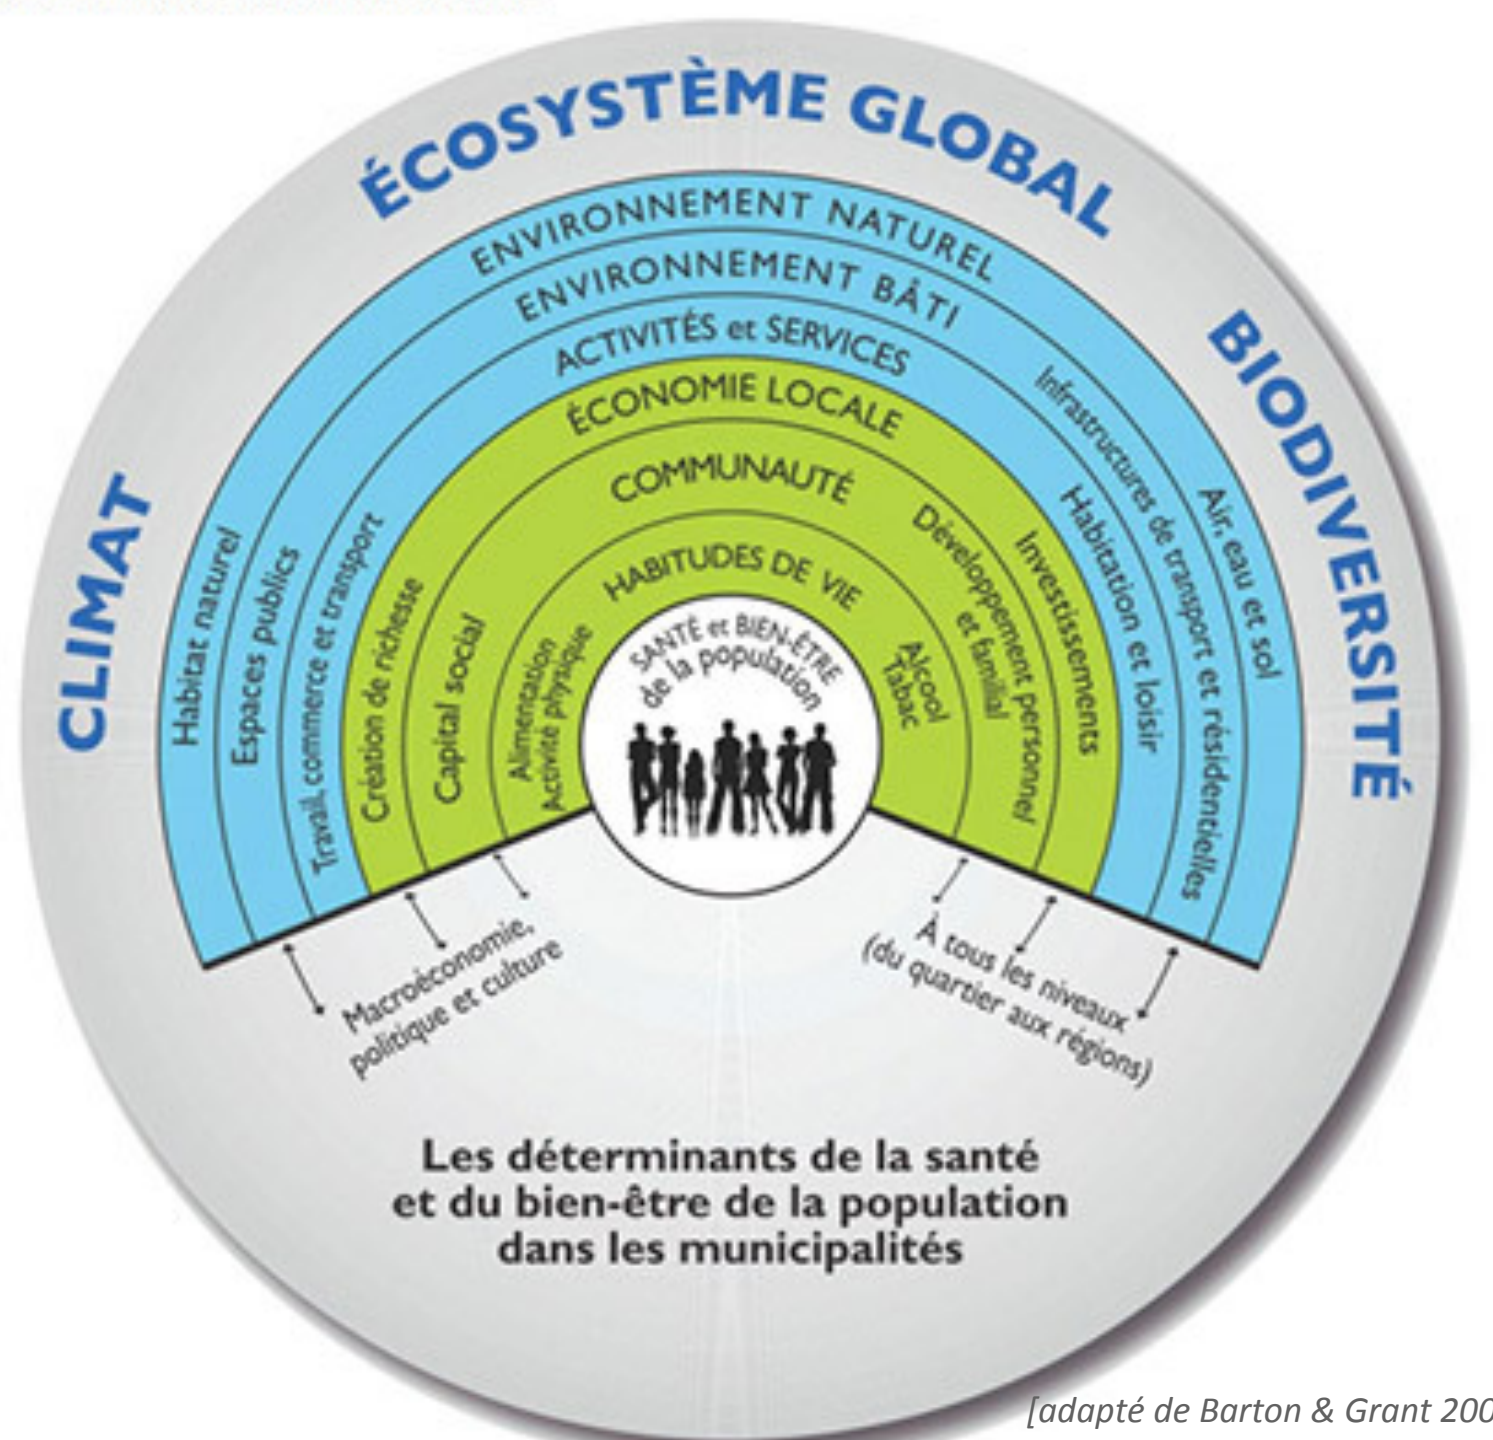 ÉCOSYSTÈME GLOBAL
CLIMAT
BIODIVERSITÉ
ENVIRONNEMENT NATUREL
Habitat naturel
Air, eau et sol
ENVIRONNEMENT BÂTI
Espaces publics
Infrastructures de transport et résidentielles
ACTIVITÉS et SERVICES
Travail, commerce et transport
Habitation et loisir
ÉCONOMIE LOCALE
Création de richesse
Investissements
COMMUNAUTÉ
Capital social
Développement personnel
et familial
HABITUDES DE VIE
Alimentation
Activité physique
Alcool
Tabac
SANTÉ et BIEN-ÊTRE
de la population
Macroéconomie,
politique et culture
À tous les niveaux
(du quartier aux régions)
Les déterminants de la santé
et du bien-être de la population
dans les municipalités
[adapté de Barton & Grant 200